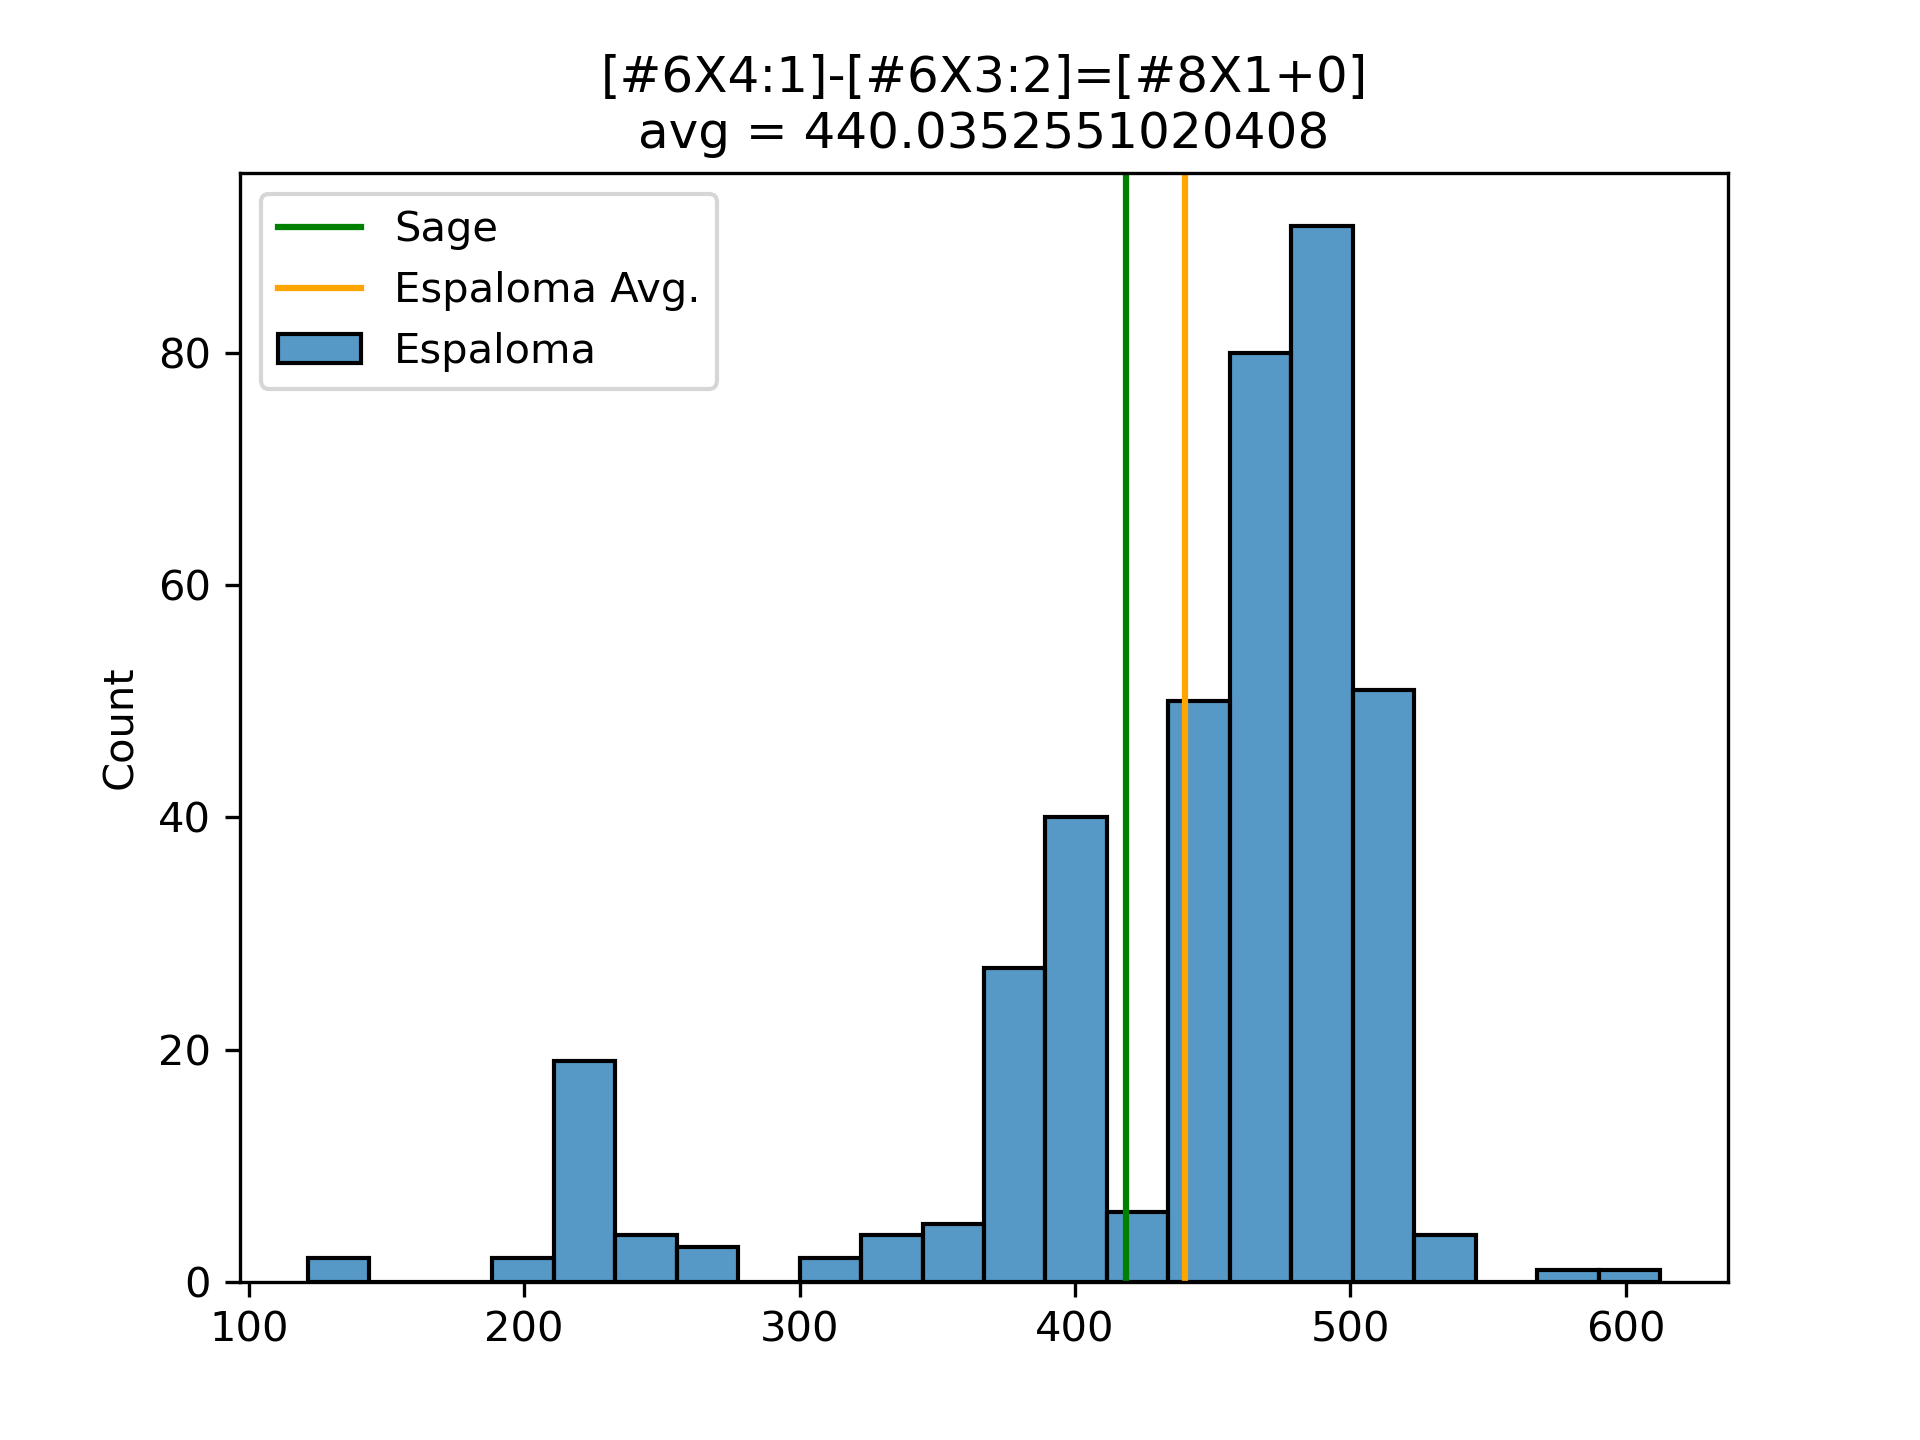 [#6X4:1]-[#6X3:2]=[#8X1+0]
avg = 440.0352551020408
Sage
Espaloma Avg.
Espaloma
Count
80
60
40
20
0
100 200 300 400 500 600